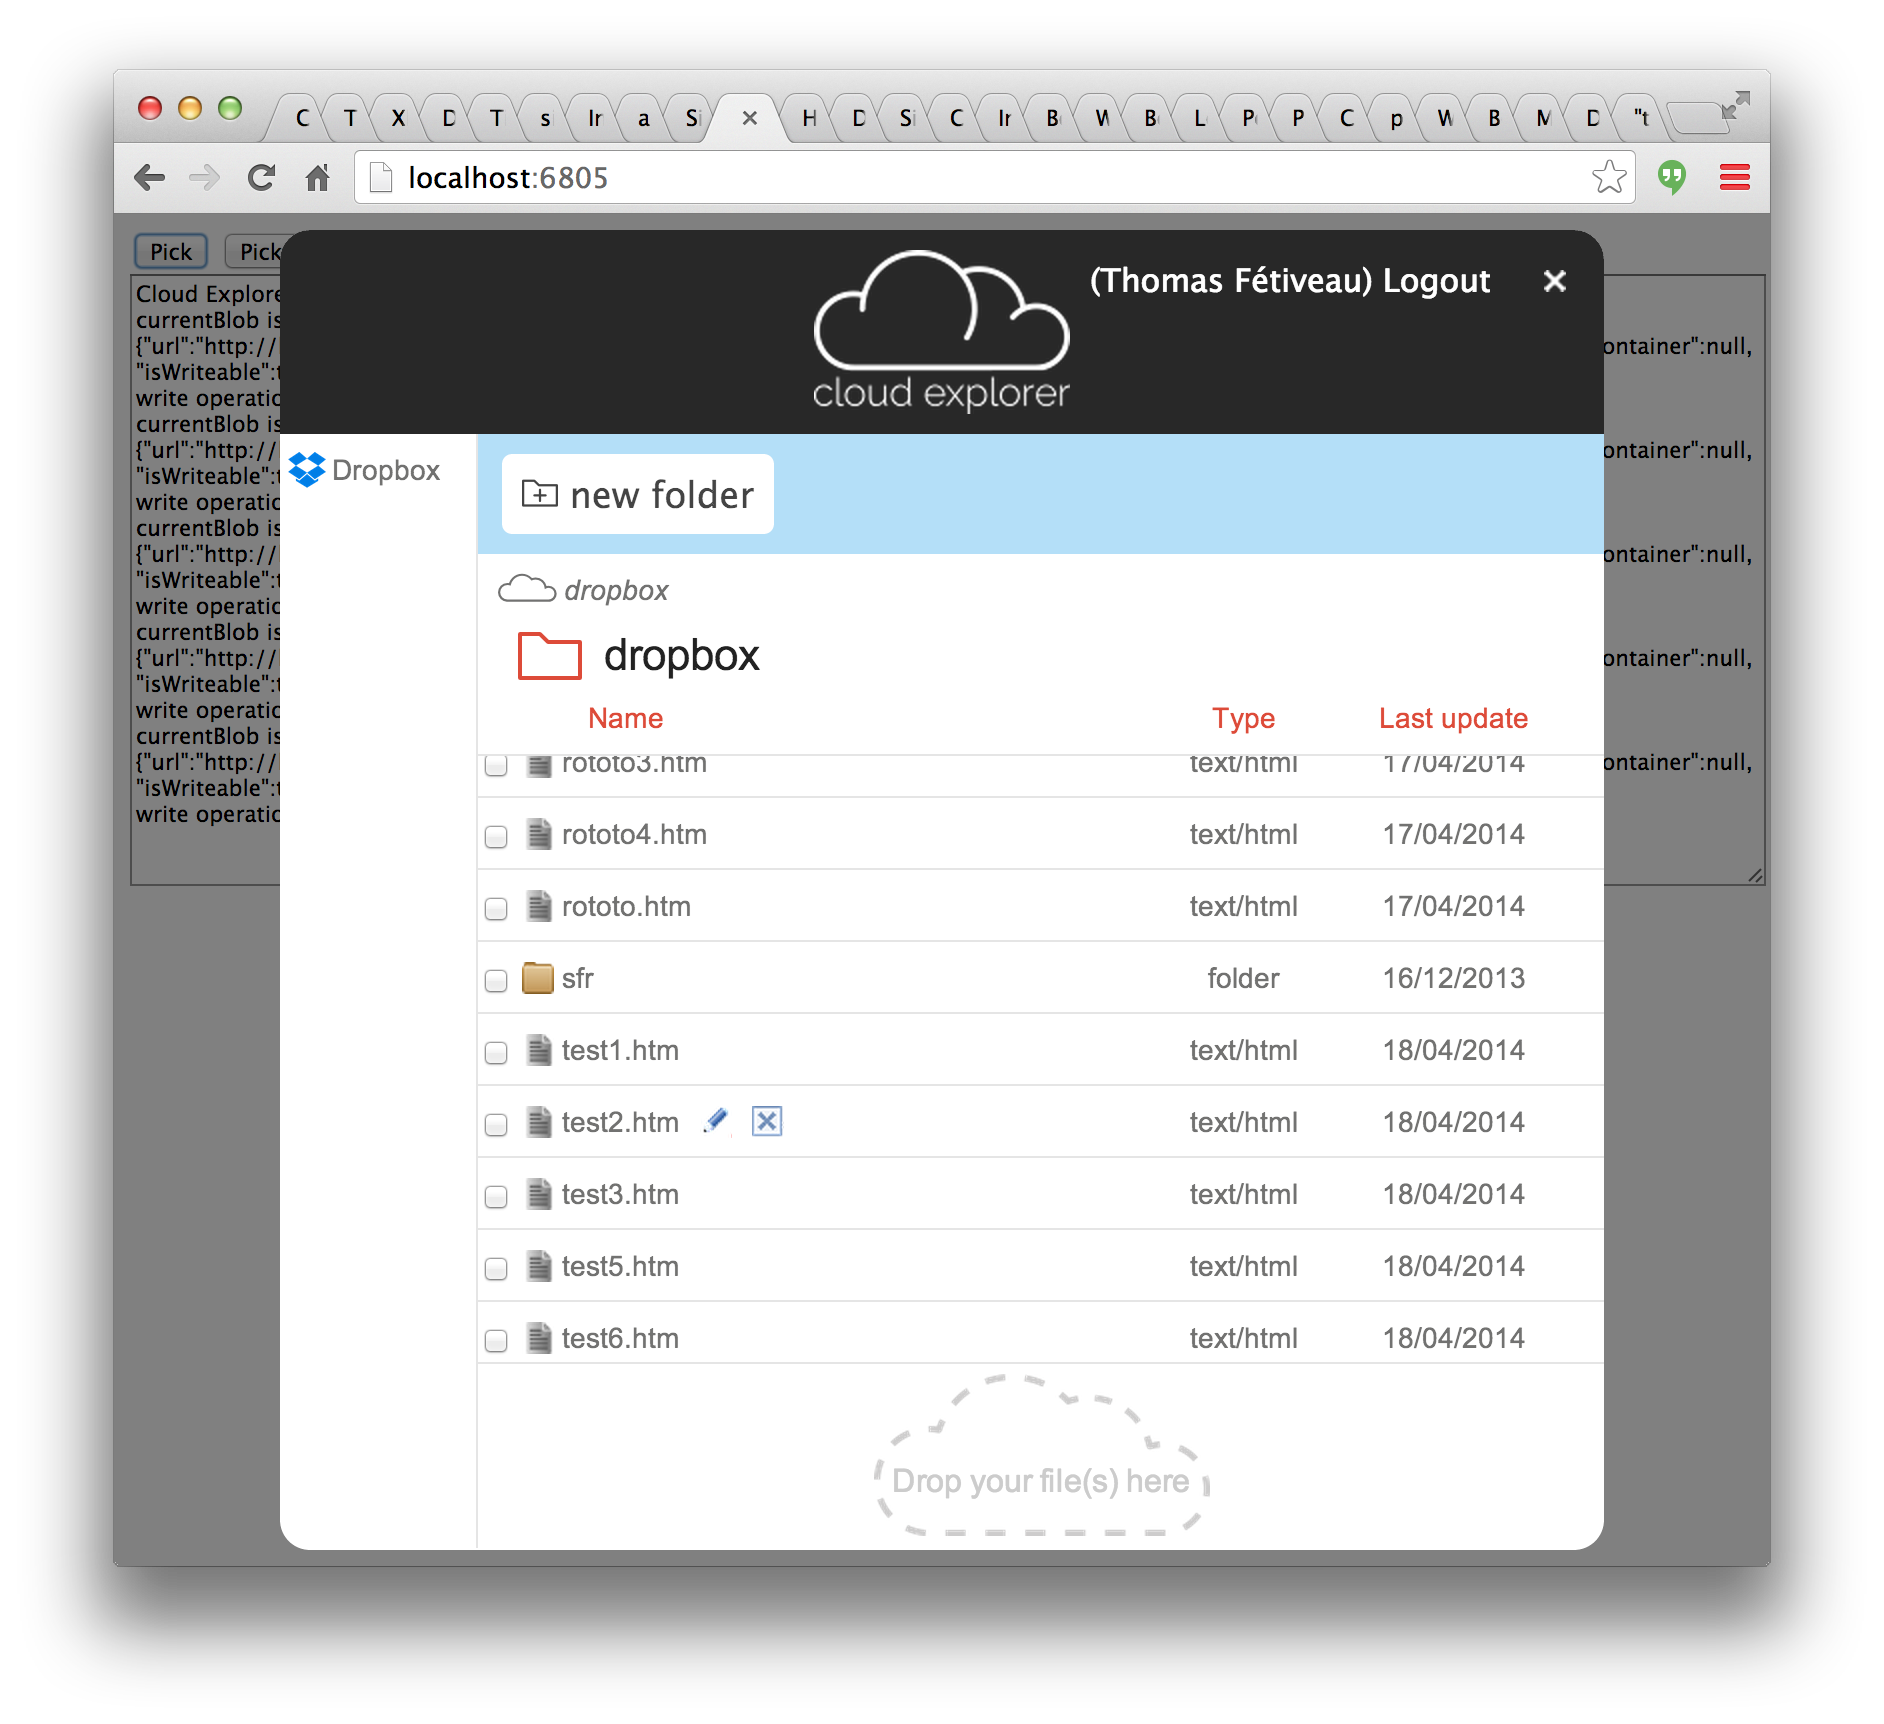 C T X D T s Ir a Si H D Si C Ir B W B L P P C p W B M D "t
localhost:6805
Pick Pick
Cloud Explore
currentBlob is
{"url":"http:// ontainer":null,
"isWriteable":t
write operatio
currentBlob is
{"url":"http:// ontainer":null,
"isWriteable":t
write operatio
currentBlob is
{"url":"http:// ontainer":null,
"isWriteable":t
write operatio
currentBlob is
{"url":"http:// ontainer":null,
"isWriteable":t
write operatio
currentBlob is
{"url":"http:// ontainer":null,
"isWriteable":t
write operatio
(Thomas Fétiveau) Logout
cloud explorer
Dropbox
new folder
dropbox
dropbox
Name Type Last update
rototo3.htm text/html 17/04/2014
rototo4.htm text/html 17/04/2014
rototo.htm text/html 17/04/2014
sfr folder 16/12/2013
test1.htm text/html 18/04/2014
test2.htm text/html 18/04/2014
test3.htm text/html 18/04/2014
test5.htm text/html 18/04/2014
test6.htm text/html 18/04/2014
Drop your file(s) here